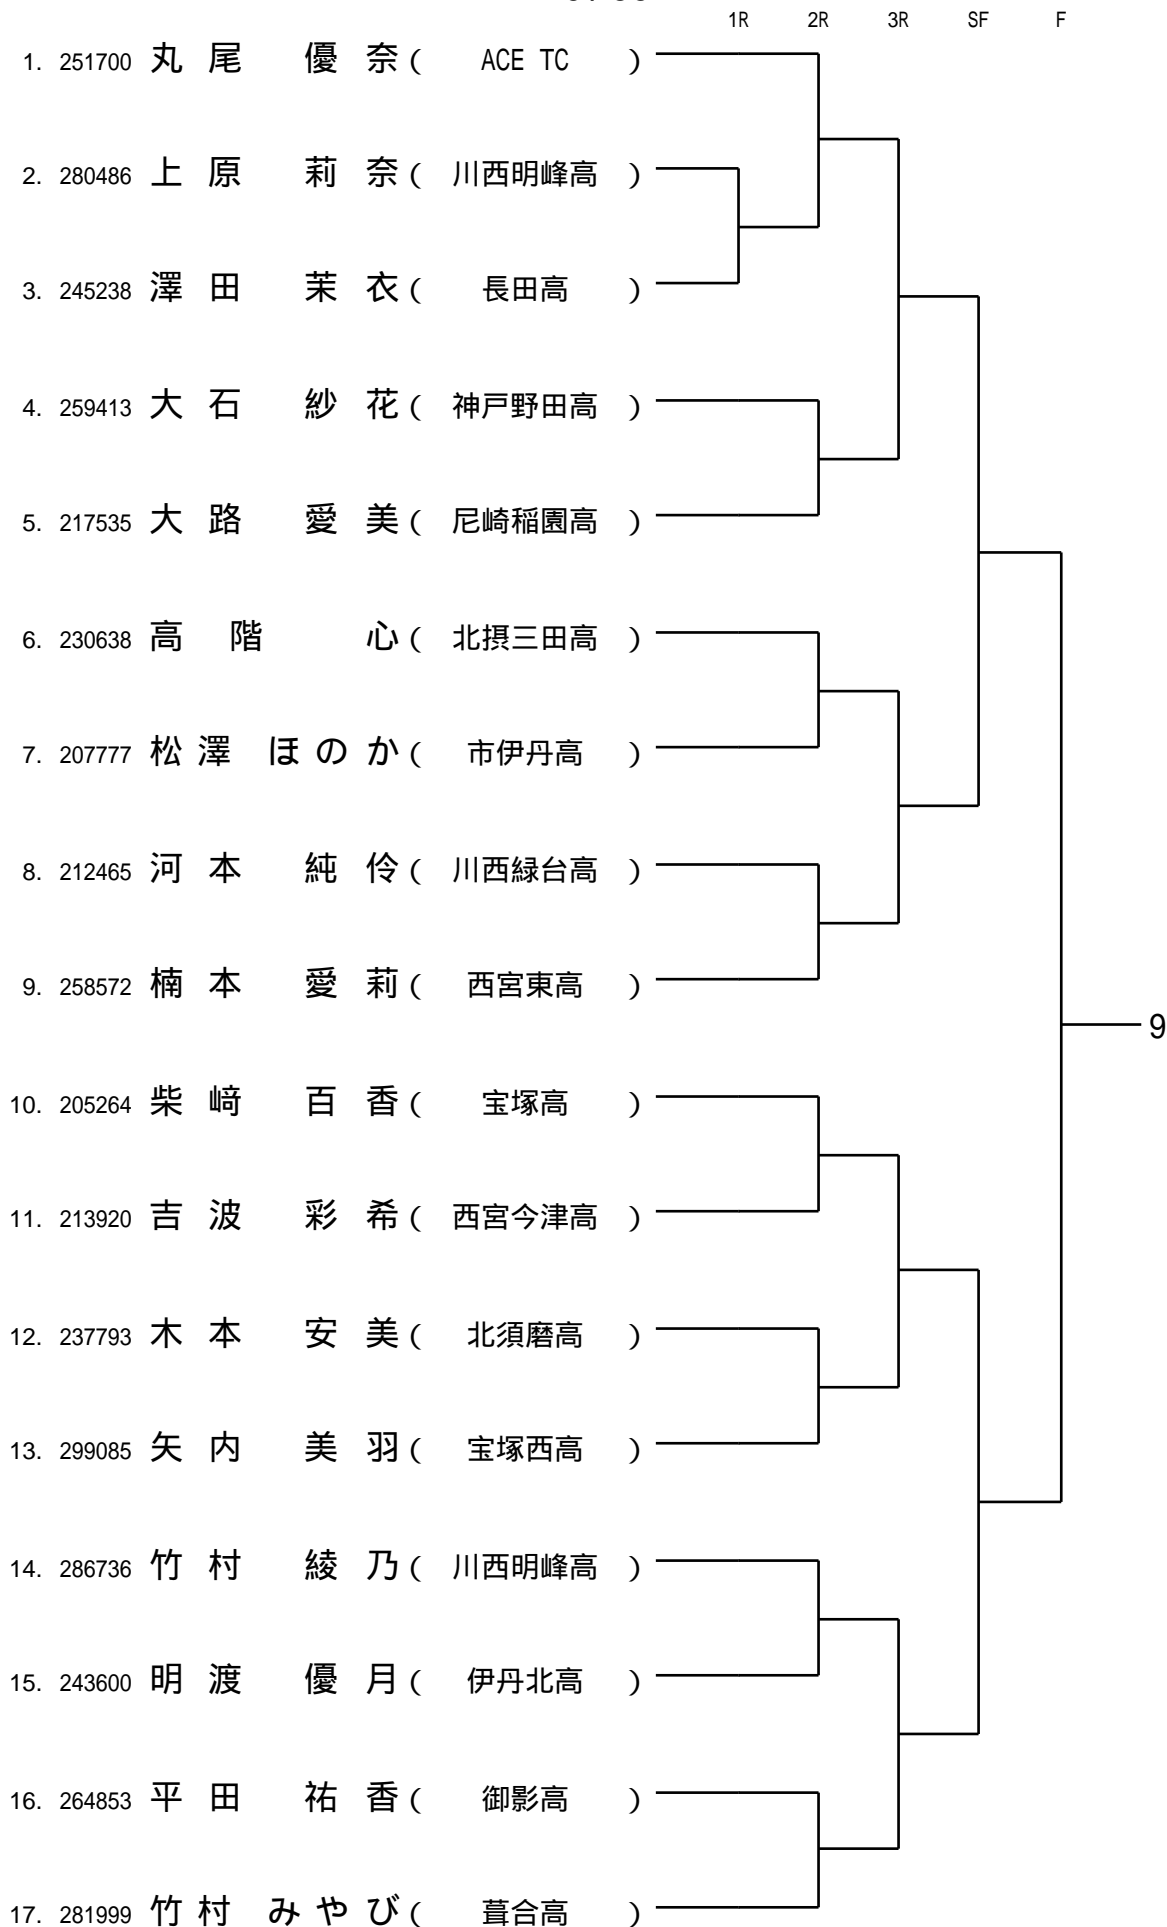 1R 2R 3R SF F
1. 251700 丸尾 優奈 ( ACE TC )
2. 280486 上原 莉奈 ( 川西明峰高 )
3. 245238 澤田 茉衣 ( 長田高 )
4. 259413 大石 紗花 ( 神戸野田高 )
5. 217535 大路 愛美 ( 尼崎稲園高 )
6. 230638 高階 心 ( 北摂三田高 )
7. 207777 松澤 ほのか ( 市伊丹高 )
8. 212465 河本 純伶 ( 川西緑台高 )
9. 258572 楠本 愛莉 ( 西宮東高 )
9
10. 205264 柴﨑 百香 ( 宝塚高 )
11. 213920 吉波 彩希 ( 西宮今津高 )
12. 237793 木本 安美 ( 北須磨高 )
13. 299085 矢内 美羽 ( 宝塚西高 )
14. 286736 竹村 綾乃 ( 川西明峰高 )
15. 243600 明渡 優月 ( 伊丹北高 )
16. 264853 平田 祐香 ( 御影高 )
17. 281999 竹村 みやび ( 葺合高 )